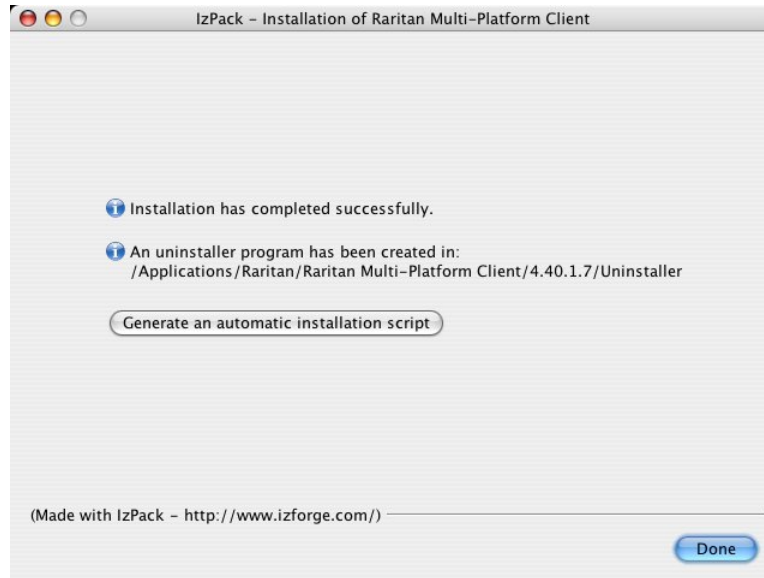 IzPack – Installation of Raritan Multi–Platform Client
Installation has completed successfully.
An uninstaller program has been created in:
/Applications/Raritan/Raritan Multi–Platform Client/4.40.1.7/Uninstaller
Generate an automatic installation script
(Made with IzPack – http://www.izforge.com/)
Done